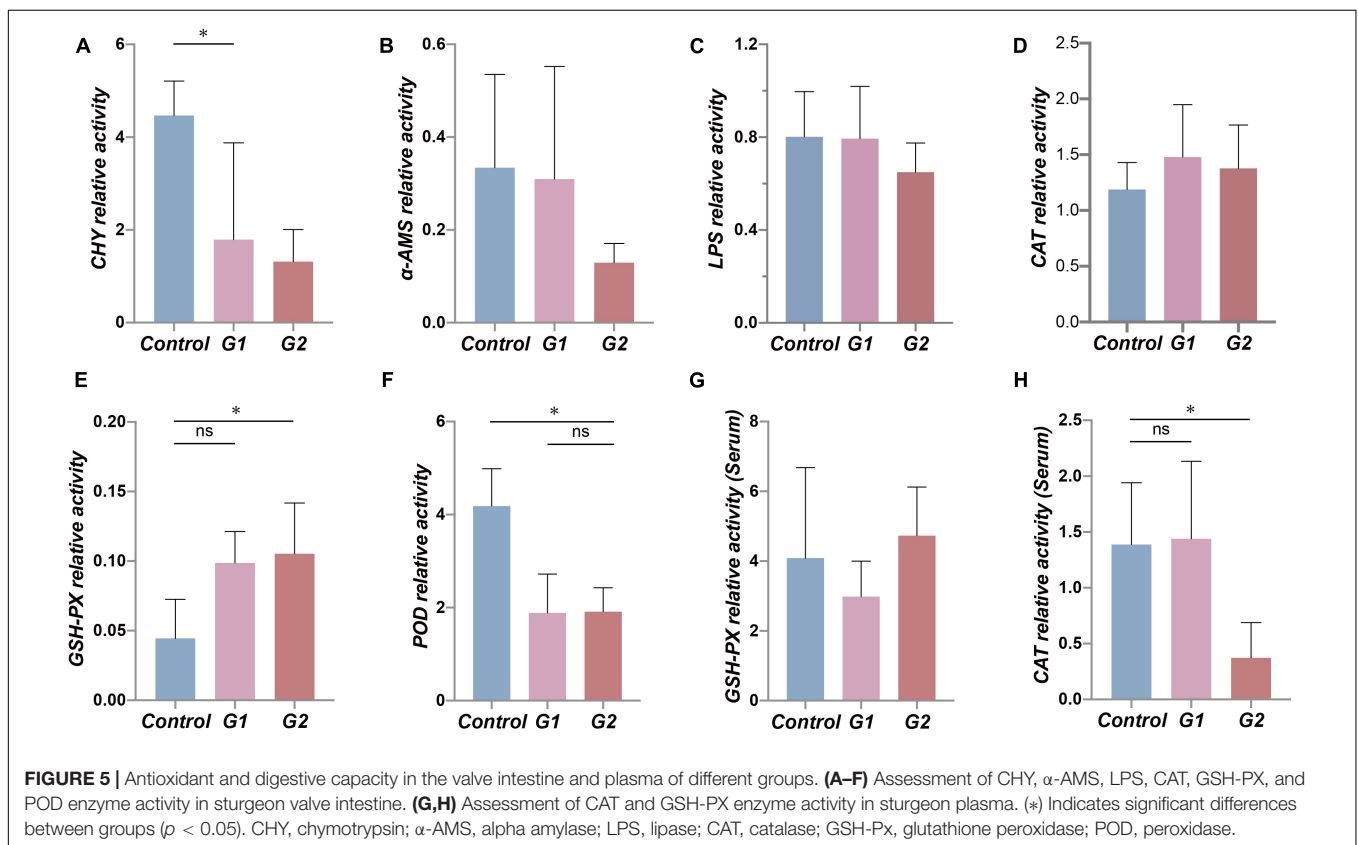 A
CHY relative activity
6
4
2
0
*
Control G1 G2
B
α-AMS relative activity
0.6
0.4
0.2
0.0
Control G1 G2
C
LPS relative activity
1.2
0.8
0.4
0.0
Control G1 G2
D
CAT relative activity
2.5
2.0
1.5
1.0
0.5
0.0
Control G1 G2
E
GSH-PX relative activity
0.20
0.15
0.10
0.05
0.00
*
ns
Control G1 G2
F
POD relative activity
6
4
2
0
*
ns
Control G1 G2
G
GSH-PX relative activity (Serum)
8
6
4
2
0
Control G1 G2
H
CAT relative activity (Serum)
2.5
2.0
1.5
1.0
0.5
0.0
*
ns
Control G1 G2
FIGURE 5 | Antioxidant and digestive capacity in the valve intestine and plasma of different groups. (A–F) Assessment of CHY, α-AMS, LPS, CAT, GSH-PX, and
POD enzyme activity in sturgeon valve intestine. (G,H) Assessment of CAT and GSH-PX enzyme activity in sturgeon plasma. (∗) Indicates significant differences
between groups (p < 0.05). CHY, chymotrypsin; α-AMS, alpha amylase; LPS, lipase; CAT, catalase; GSH-Px, glutathione peroxidase; POD, peroxidase.